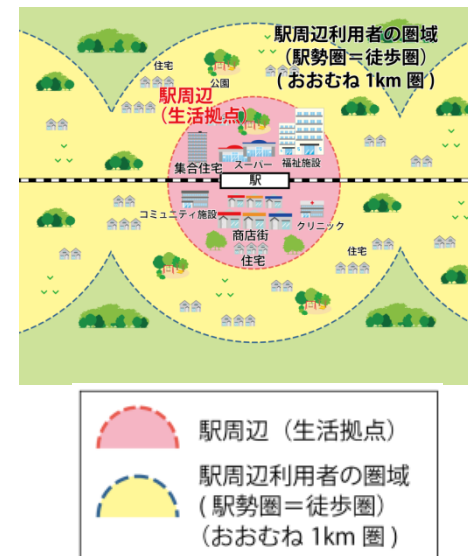 駅周辺利用者の圏域
(駅勢圏＝徒歩圏)
(おおむね 1km 圏)
住宅
公園
駅周辺
（生活拠点）
集合住宅
スーパー
福祉施設
駅
コミュニティ施設
クリニック
商店街
住宅
住宅
駅周辺（生活拠点）
駅周辺利用者の圏域
(駅勢圏＝徒歩圏)
（おおむね 1km 圏）